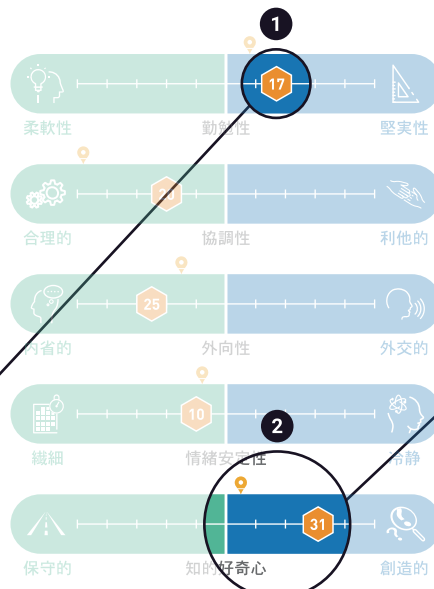 1
17
柔軟性 勤勉性 堅実性
20
合理的 協調性 利他的
25
内省的 外向性 外交的
10
2
繊細 情緒安定性 冷静
31
保守的 知的好奇心 創造的